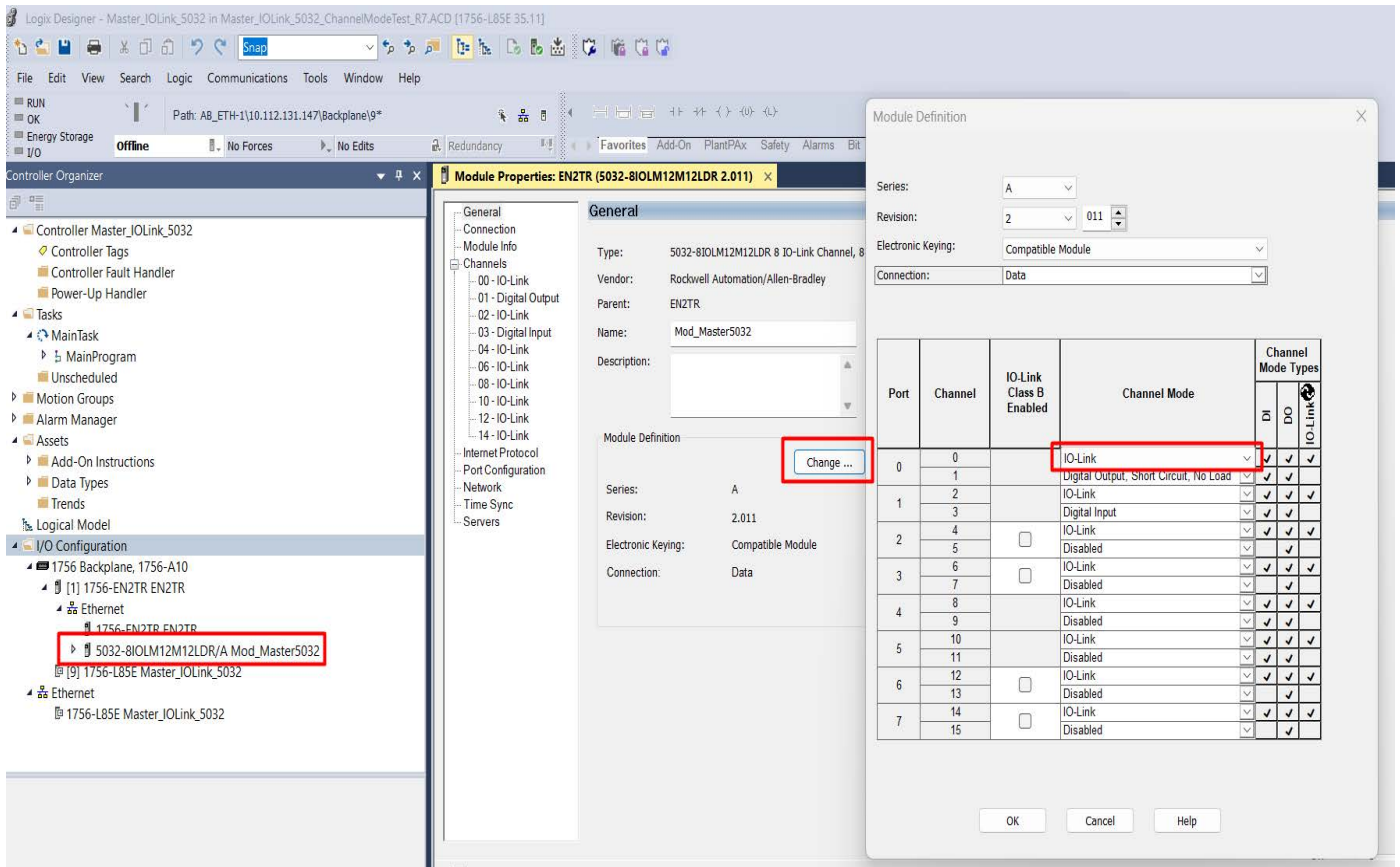 Logix Designer - Master_IOLink_5032 in Master_IOLink_5032_ChannelModeTest_R7.ACD [1756-L85E 35.11]
Snap
File Edit View Search Logic Communications Tools Window Help
RUN
OK
Energy Storage
I/O
Path: AB_ETH-1\10.112.131.147\Backplane\9*
Offline
No Forces
No Edits
Redundancy
Favorites Add-On PlantPAx Safety Alarms Bit
Controller Organizer
Controller Master_IOLink_5032
Controller Tags
Controller Fault Handler
Power-Up Handler
Tasks
MainTask
MainProgram
Unscheduled
Motion Groups
Alarm Manager
Assets
Add-On Instructions
Data Types
Trends
Logical Model
I/O Configuration
1756 Backplane, 1756-A10
[1] 1756-EN2TR EN2TR
Ethernet
1756-EN2TR EN2TR
5032-8IOLM12M12LDR/A Mod_Master5032
[9] 1756-L85E Master_IOLink_5032
Ethernet
1756-L85E Master_IOLink_5032
Module Properties: EN2TR (5032-8IOLM12M12LDR 2.011)
General
Connection
Module Info
Channels
00 - IO-Link
01 - Digital Output
02 - IO-Link
03 - Digital Input
04 - IO-Link
06 - IO-Link
08 - IO-Link
10 - IO-Link
12 - IO-Link
14 - IO-Link
Internet Protocol
Port Configuration
Network
Time Sync
Servers
General
Type: 5032-8IOLM12M12LDR 8 IO-Link Channel, 8
Vendor: Rockwell Automation/Allen-Bradley
Parent: EN2TR
Name: Mod_Master5032
Description:
Module Definition
Change ...
Series: A
Revision: 2.011
Electronic Keying: Compatible Module
Connection: Data
Module Definition
Series: A
Revision: 2 011
Electronic Keying: Compatible Module
Connection: Data
Port Channel IO-Link Class B Enabled Channel Mode Channel Mode Types
DI DO IO-Link
0 0 IO-Link
1 Digital Output, Short Circuit, No Load
1 2 IO-Link
3 Digital Input
2 4 IO-Link
5 Disabled
3 6 IO-Link
7 Disabled
4 8 IO-Link
9 Disabled
5 10 IO-Link
11 Disabled
6 12 IO-Link
13 Disabled
7 14 IO-Link
15 Disabled
OK Cancel Help